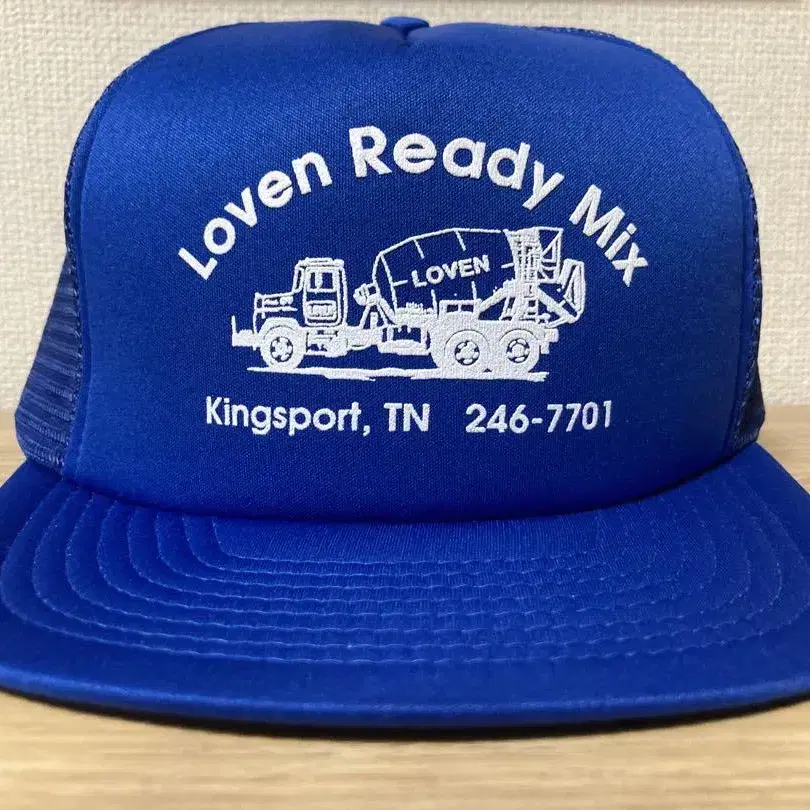 Loven Ready Mix
LOVEN
Kingsport, TN 246-7701